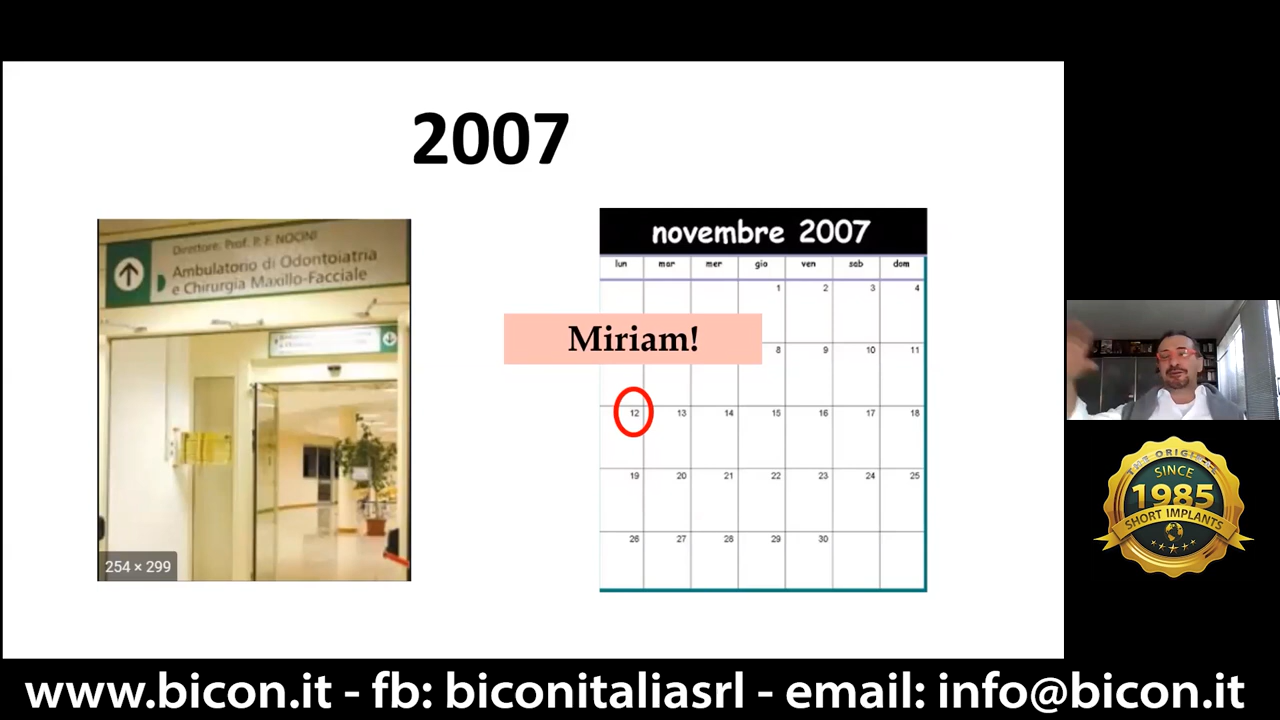 2007
Direttore: Prof. P. F. NOCINI
Ambulatorio di Odontoiatria
e Chirurgia Maxillo-Facciale
254 × 299
novembre 2007
lun mar mer gio ven sab dom
1 2 3 4
Miriam!
8 9 10 11
12 13 14 15 16 17 18
19 20 21 22 23 24 25
26 27 28 29 30
SINCE
1985
SHORT IMPLANTS
www.bicon.it - fb: biconitaliasrl - email: info@bicon.it